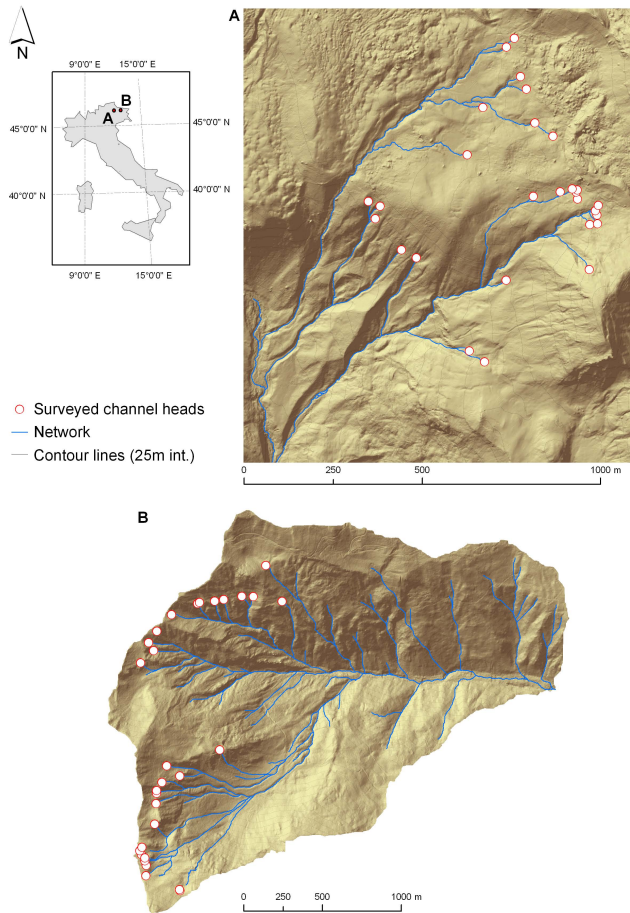 N
9°0'0" E
15°0'0" E
B
A
45°0'0" N
45°0'0" N
40°0'0" N
40°0'0" N
9°0'0" E
15°0'0" E
Surveyed channel heads
Network
Contour lines (25m int.)
A
0 250 500 1000 m
B
0 250 500 1000 m